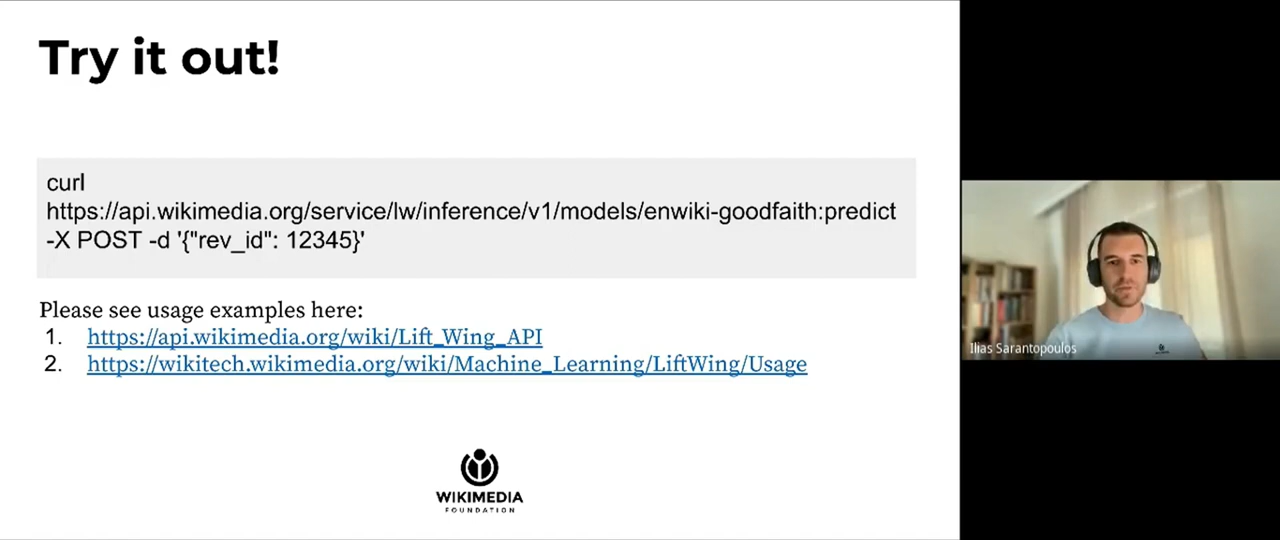 Try it out!
curl
https://api.wikimedia.org/service/lw/inference/v1/models/enwiki-goodfaith:predict
-X POST -d '{"rev_id": 12345}'
Please see usage examples here:
1. https://api.wikimedia.org/wiki/Lift_Wing_API
2. https://wikitech.wikimedia.org/wiki/Machine_Learning/LiftWing/Usage
WIKIMEDIA
FOUNDATION
Ilias Sarantopoulos